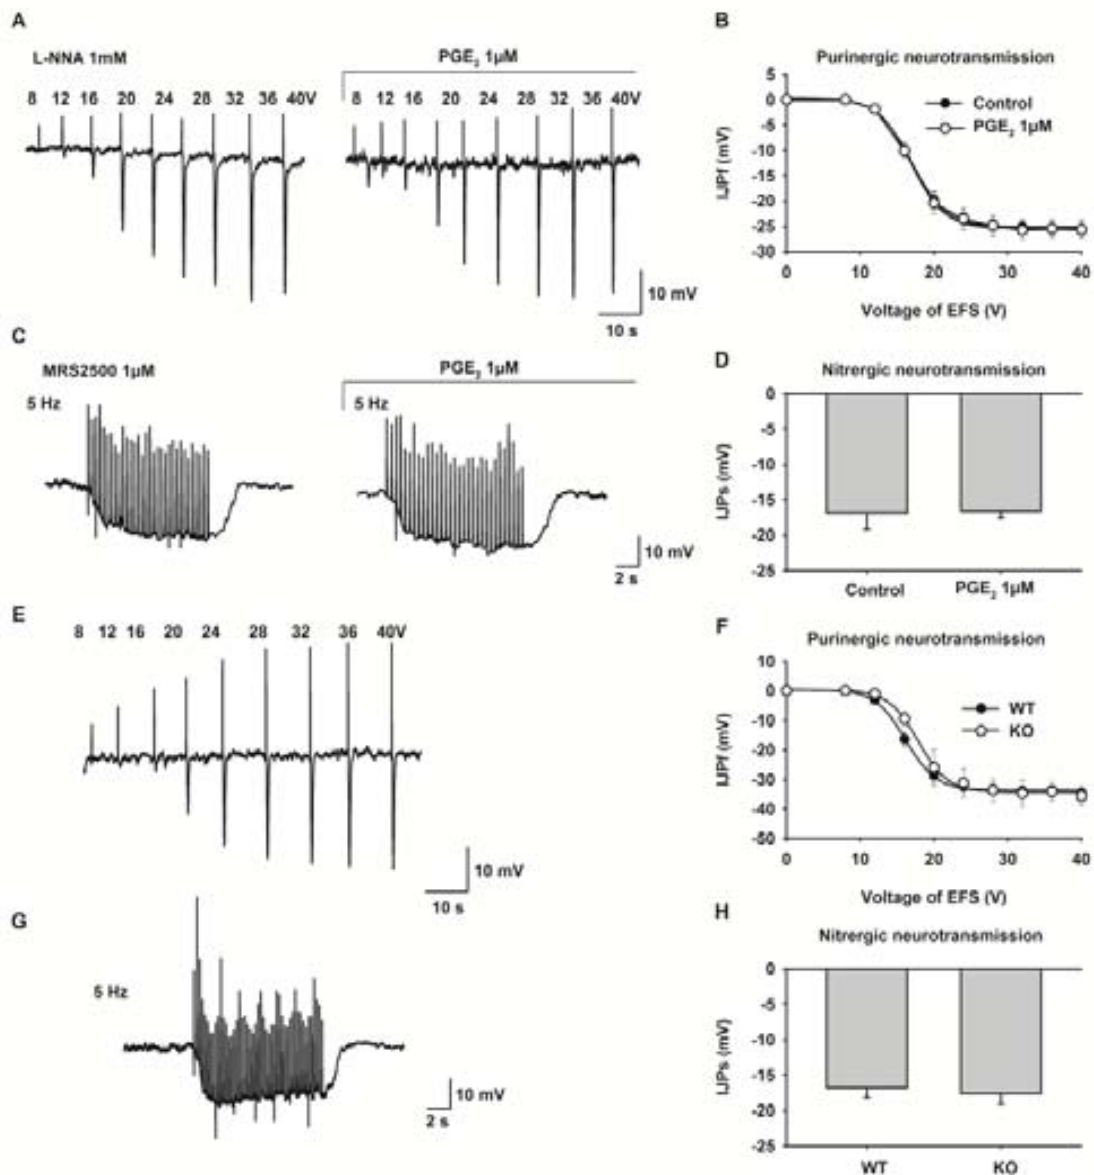 A
L-NNA 1mM
8 12 16 20 24 28 32 36 40V
PGE₂ 1µM
8 12 16 20 24 28 32 36 40V
10 mV
10 s
B
Purinergic neurotransmission
Control
PGE₂ 1µM
IJPf (mV)
5
0
-5
-10
-15
-20
-25
-30
0 10 20 30 40
Voltage of EFS (V)
C
MRS2500 1µM
5 Hz
PGE₂ 1µM
5 Hz
10 mV
2 s
D
Nitrergic neurotransmission
IJPs (mV)
0
-5
-10
-15
-20
-25
Control PGE₂ 1µM
E
8 12 16 20 24 28 32 36 40V
10 mV
10 s
F
Purinergic neurotransmission
WT
KO
IJPf (mV)
10
0
-10
-20
-30
-40
-50
0 10 20 30 40
Voltage of EFS (V)
G
5 Hz
10 mV
2 s
H
Nitrergic neurotransmission
IJPs (mV)
0
-5
-10
-15
-20
-25
WT KO